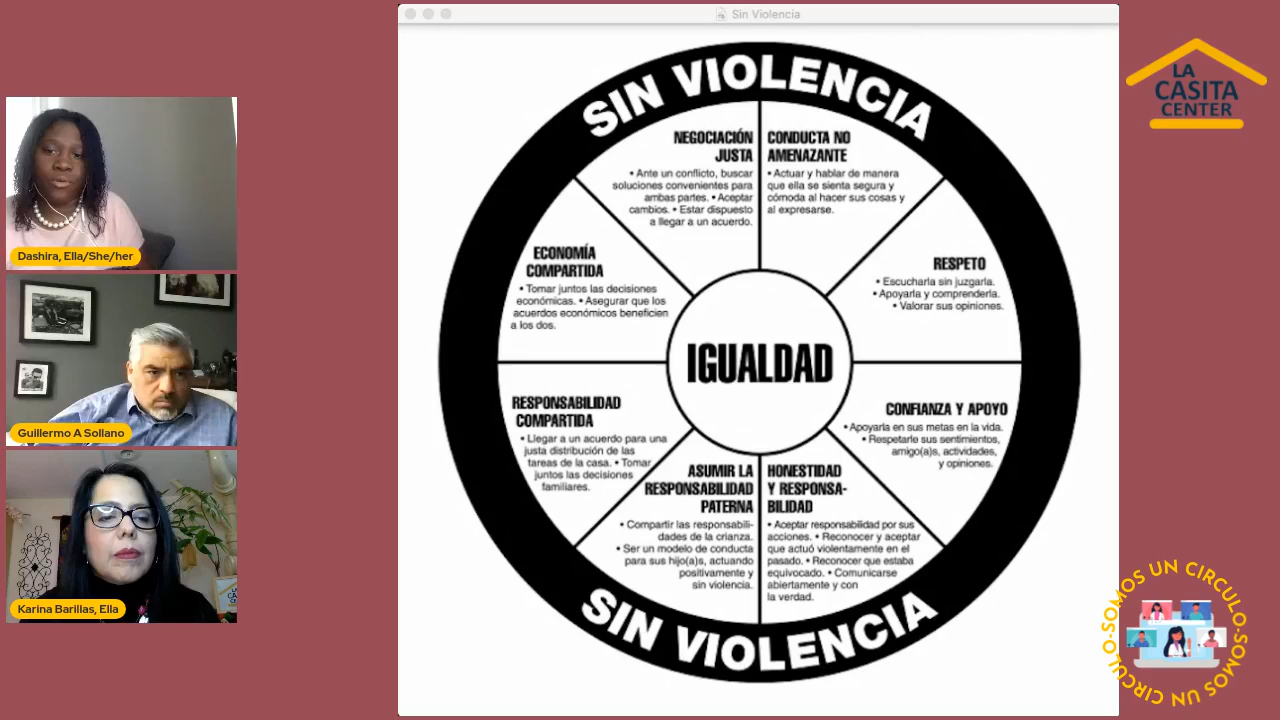 Sin Violencia
SIN VIOLENCIA
NEGOCIACIÓN
JUSTA
• Ante un conflicto, buscar
soluciones convenientes para
ambas partes. • Aceptar
cambios. • Estar dispuesto
a llegar a un acuerdo.
CONDUCTA NO
AMENAZANTE
• Actuar y hablar de manera
que ella se sienta segura y
cómoda al hacer sus cosas y
al expresarse.
ECONOMÍA
COMPARTIDA
• Tomar juntos las decisiones
económicas. • Asegurar que los
acuerdos económicos beneficien
a los dos.
RESPETO
• Escucharla sin juzgarla.
• Apoyarla y comprenderla.
• Valorar sus opiniones.
IGUALDAD
RESPONSABILIDAD
COMPARTIDA
• Llegar a un acuerdo para una
justa distribución de las
tareas de la casa. • Tomar
juntos las decisiones
familiares.
CONFIANZA Y APOYO
• Apoyarla en sus metas en la vida.
• Respetarle sus sentimientos,
amigo(a)s, actividades,
y opiniones.
ASUMIR LA
RESPONSABILIDAD
PATERNA
• Compartir las responsabili-
dades de la crianza.
• Ser un modelo de conducta
para sus hijo(a)s, actuando
positivamente y
sin violencia.
HONESTIDAD
Y RESPONSA-
BILIDAD
• Aceptar responsabilidad por sus
acciones. • Reconocer y aceptar
que actuó violentamente en el
pasado. • Reconocer que estaba
equivocado. • Comunicarse
abiertamente y con
la verdad.
SIN VIOLENCIA
Dashira, Ella/She/her
Guillermo A Sollano
Karina Barillas, Ella
LA
CASITA
CENTER
SOMOS UN CIRCULO-SOMOS UN CIRCULO-